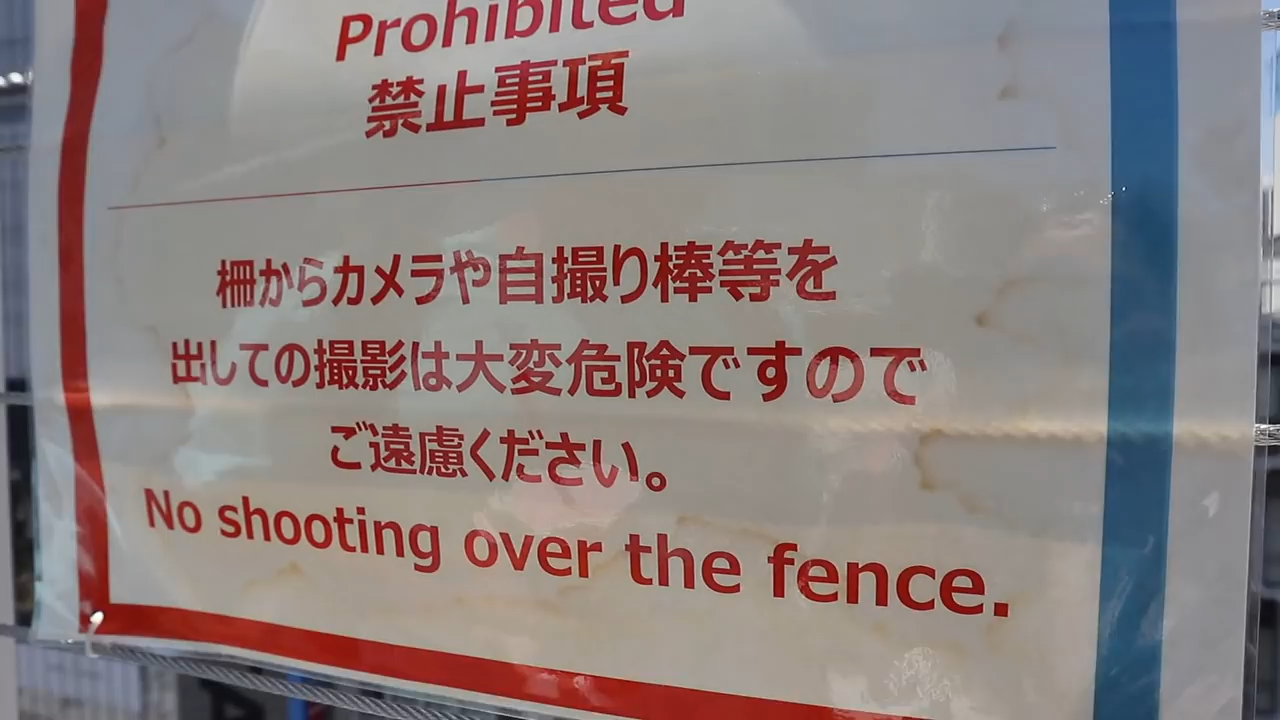 Prohibited
禁止事項
柵からカメラや自撮り棒等を
出しての撮影は大変危険ですので
ご遠慮ください。
No shooting over the fence.